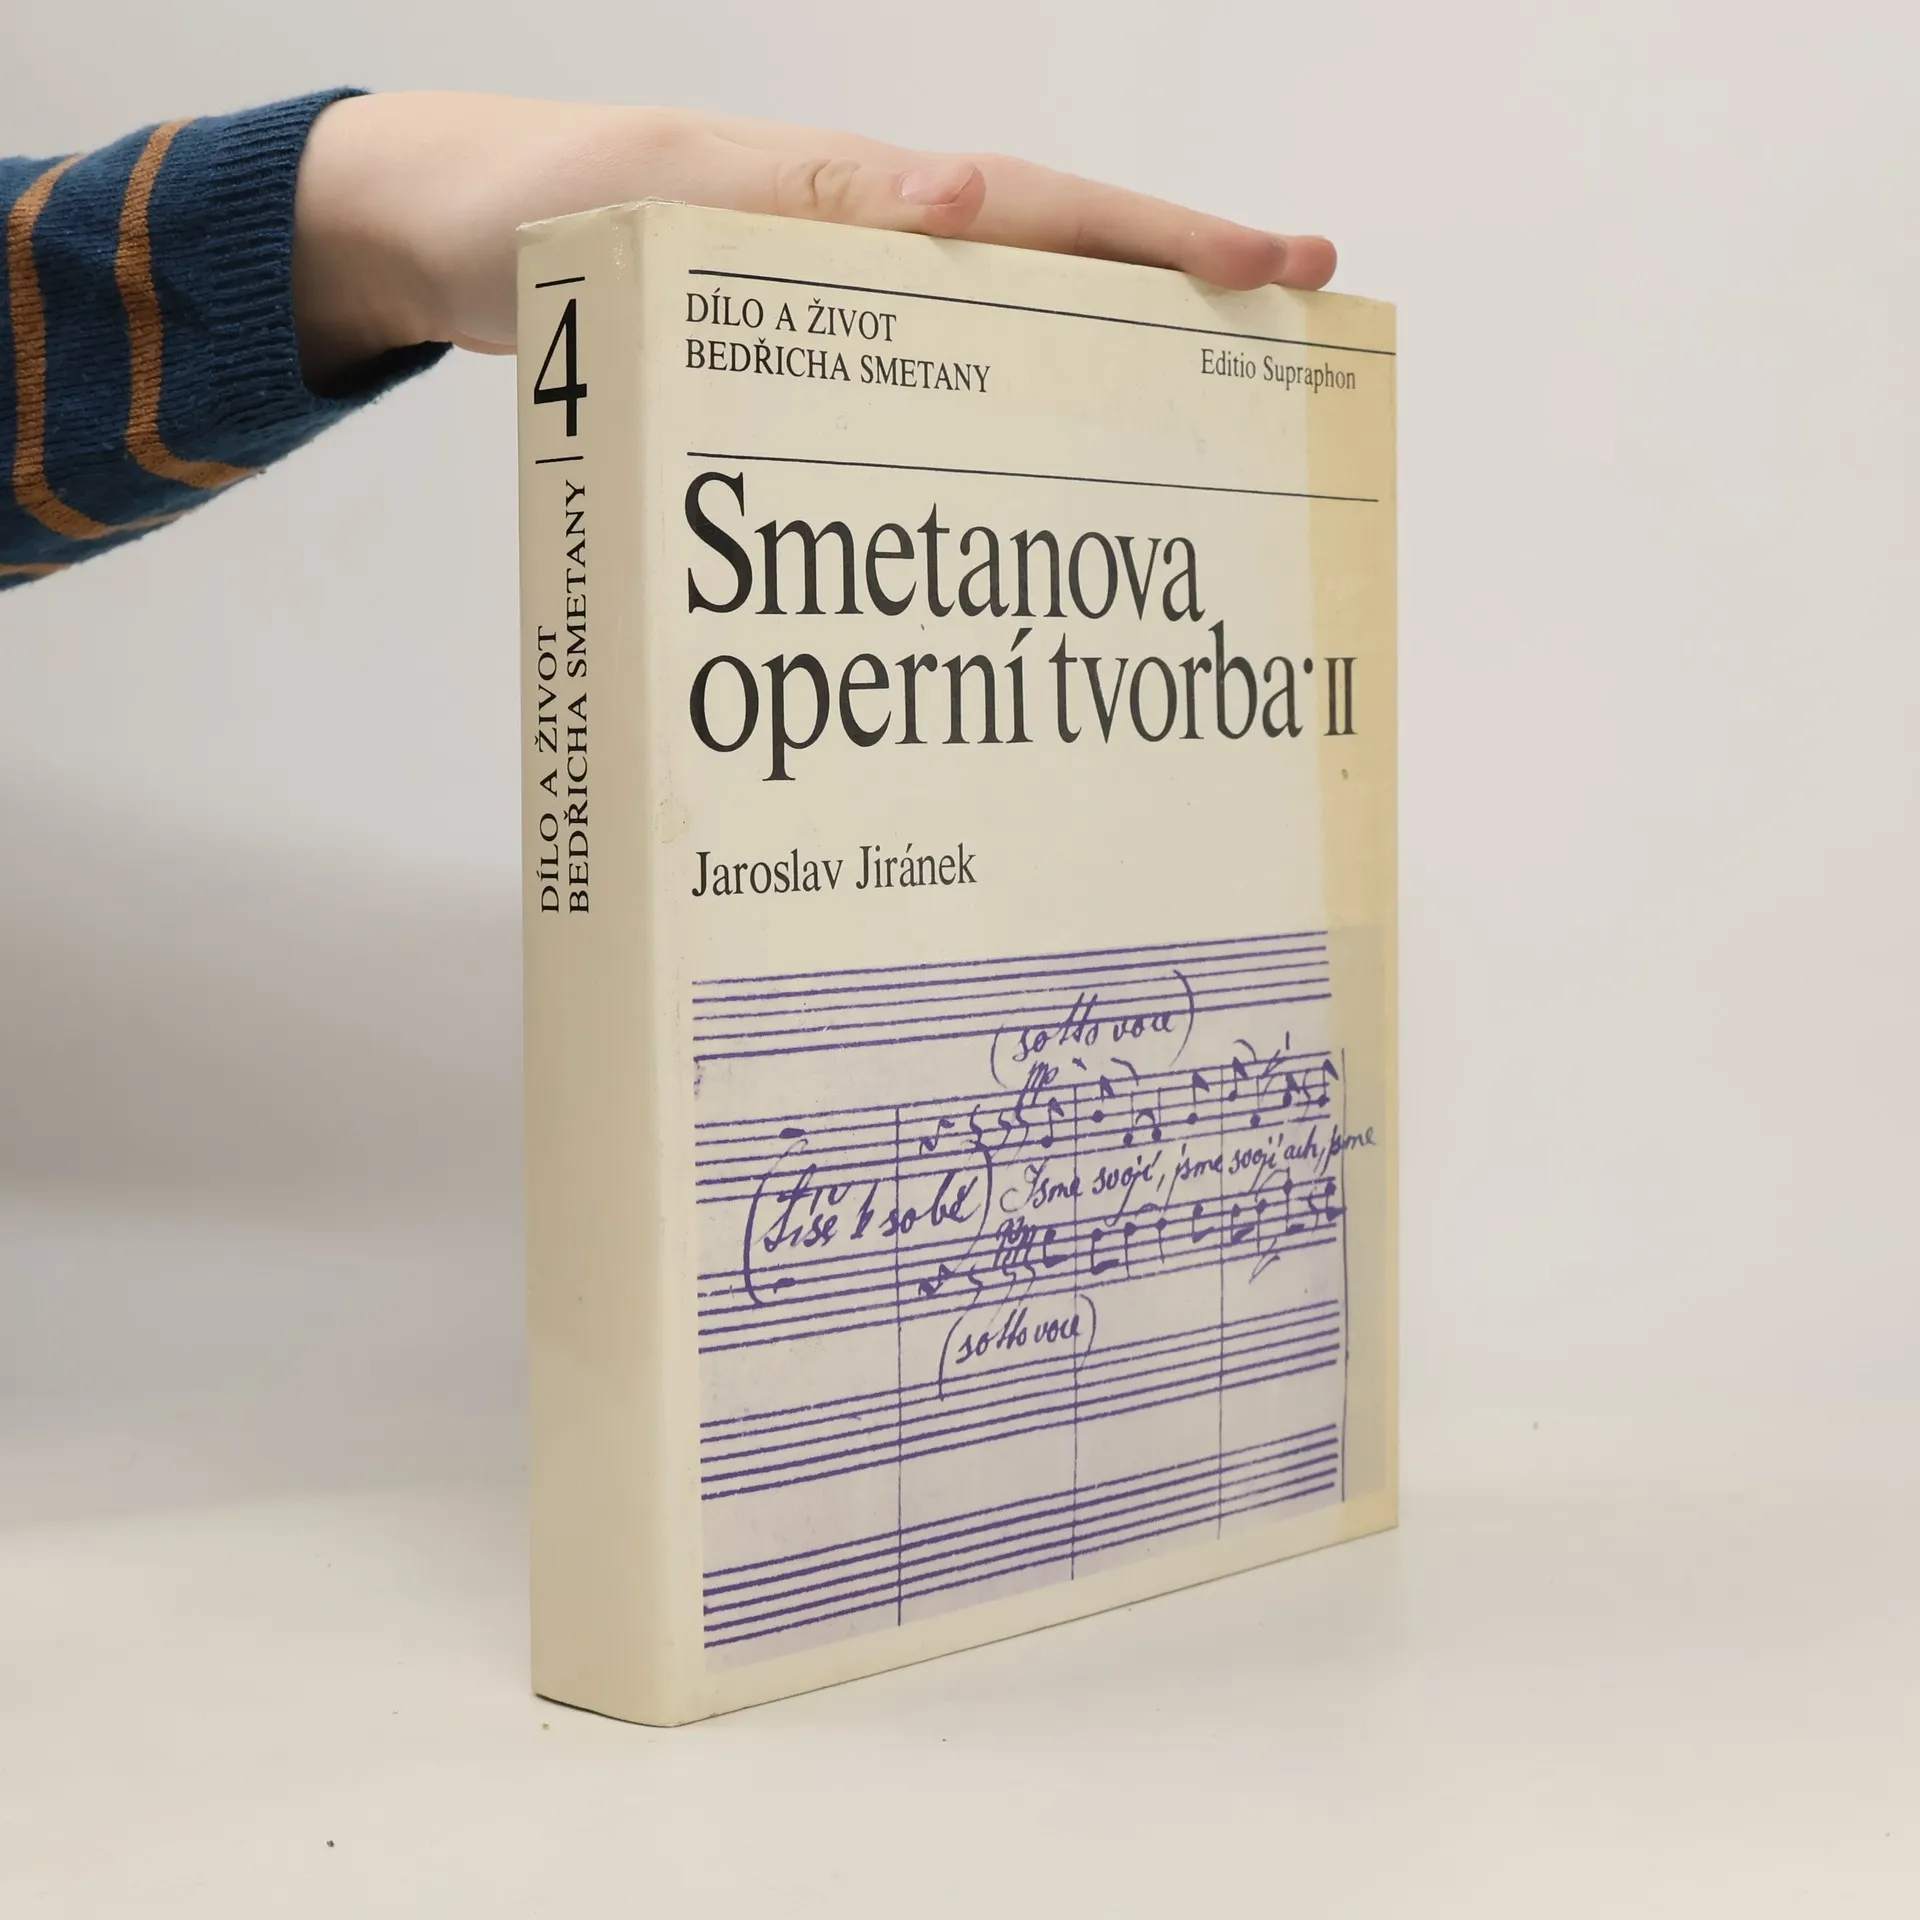 4
DÍLO A ŽIVOT
BEDŘICHA SMETANY
DÍLO A ŽIVOT
BEDŘICHA SMETANY
Editio Supraphon
Smetanova
operní tvorba·II
Jaroslav Jiránek
(sotto voce)
mp
Jsme svoji, jsme svoji ach, jsme
k sobě
(sotto voce)